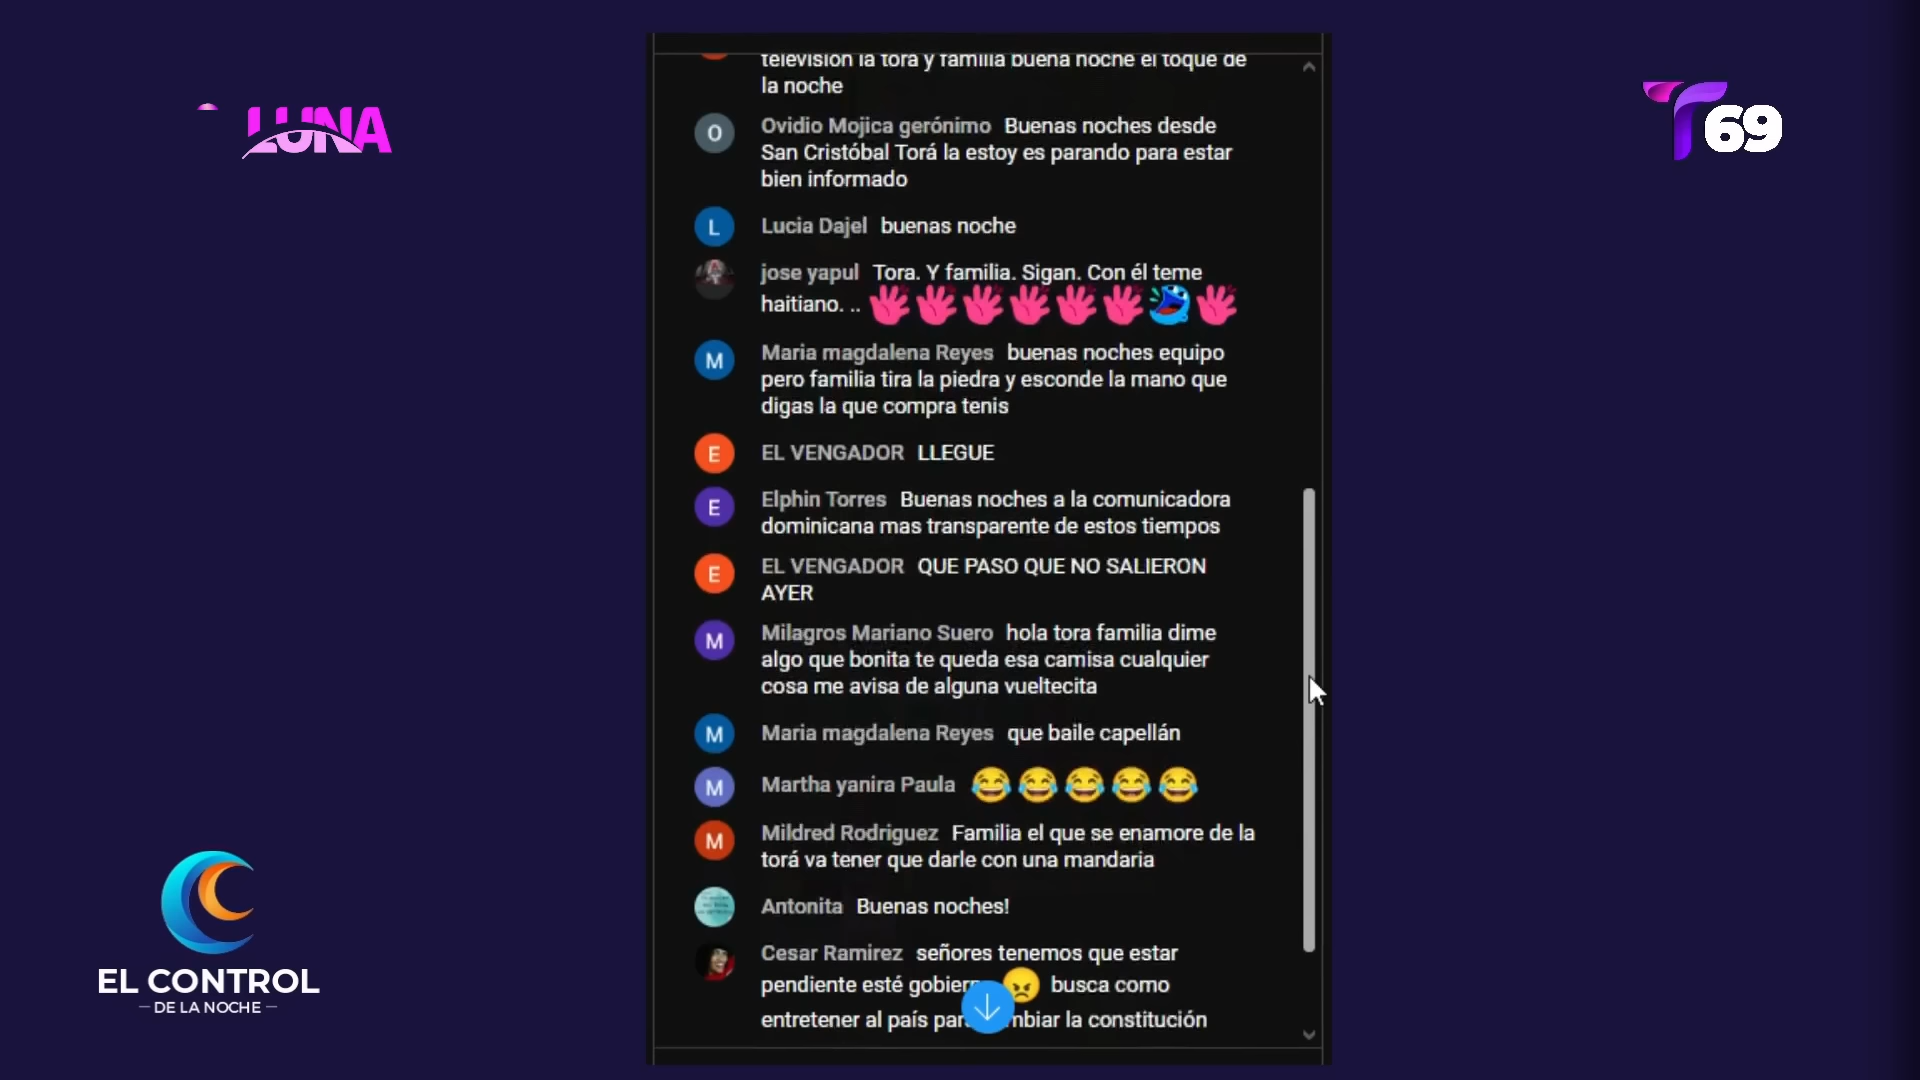 LUNA
T69
televisión la tora y familia buena noche el toque de
la noche
O Ovidio Mojica gerónimo Buenas noches desde
San Cristóbal Torá la estoy es parando para estar
bien informado
L Lucia Dajel buenas noche
jose yapul Tora. Y familia. Sigan. Con él teme
haitiano. ..
M Maria magdalena Reyes buenas noches equipo
pero familia tira la piedra y esconde la mano que
digas la que compra tenis
E EL VENGADOR LLEGUE
E Elphin Torres Buenas noches a la comunicadora
dominicana mas transparente de estos tiempos
E EL VENGADOR QUE PASO QUE NO SALIERON
AYER
M Milagros Mariano Suero hola tora familia dime
algo que bonita te queda esa camisa cualquier
cosa me avisa de alguna vueltecita
M Maria magdalena Reyes que baile capellán
M Martha yanira Paula 😂😂😂😂😂
M Mildred Rodriguez Familia el que se enamore de la
torá va tener que darle con una mandaria
Antonita Buenas noches!
Cesar Ramirez señores tenemos que estar
pendiente esté 😠 busca como
entretener al país la constitución
EL CONTROL
DE LA NOCHE